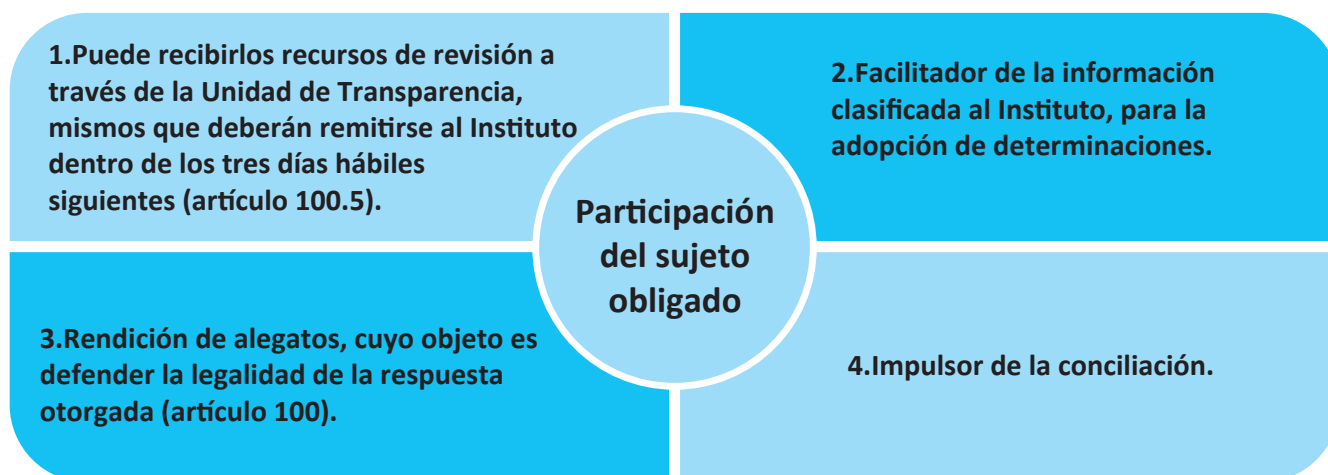 1.Puede recibirlos recursos de revisión a
través de la Unidad de Transparencia,
mismos que deberán remitirse al Instituto
dentro de los tres días hábiles
siguientes (artículo 100.5).
2.Facilitador de la información
clasificada al Instituto, para la
adopción de determinaciones.
Participación
del sujeto
obligado
3.Rendición de alegatos, cuyo objeto es
defender la legalidad de la respuesta
otorgada (artículo 100).
4.Impulsor de la conciliación.